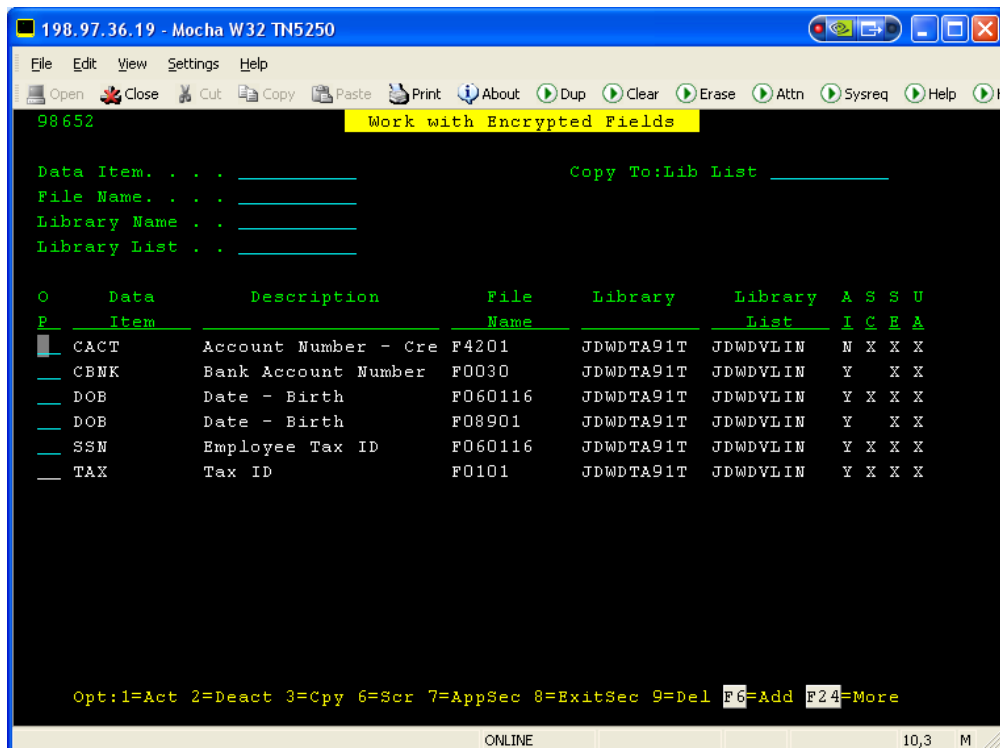 198.97.36.19 - Mocha W32 TN5250
File Edit View Settings Help
Open Close Cut Copy Paste Print About Dup Clear Erase Attn Sysreq Help
98652 Work with Encrypted Fields
Data Item. . . . Copy To:Lib List
File Name. . . .
Library Name . .
Library List . .
O Data Description File Library Library A S S U
P Item Name List I C E A
CACT Account Number - Cre F4201 JDWDTA91T JDWDVLIN N X X X
CBNK Bank Account Number F0030 JDWDTA91T JDWDVLIN Y X X
DOB Date - Birth F060116 JDWDTA91T JDWDVLIN Y X X X
DOB Date - Birth F08901 JDWDTA91T JDWDVLIN Y X X
SSN Employee Tax ID F060116 JDWDTA91T JDWDVLIN Y X X X
TAX Tax ID F0101 JDWDTA91T JDWDVLIN Y X X X
Opt:1=Act 2=Deact 3=Cpy 6=Scr 7=AppSec 8=ExitSec 9=Del F6=Add F24=More
ONLINE 10,3 M